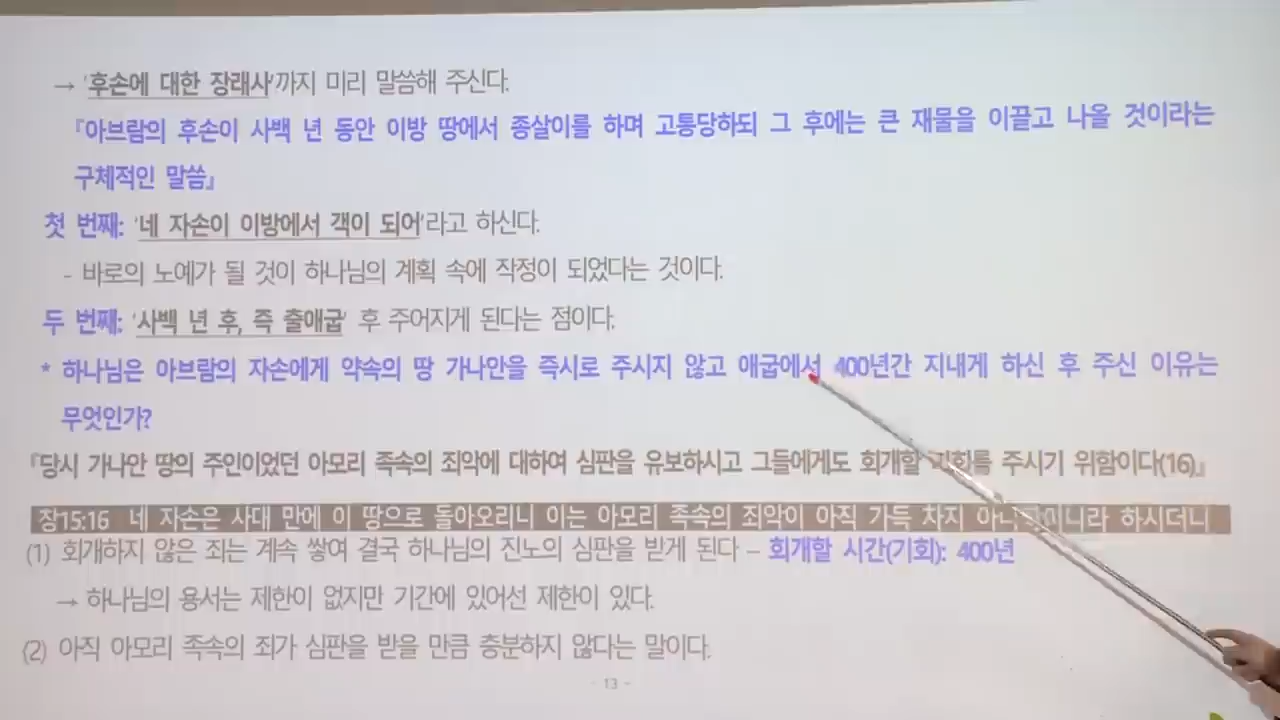 → '후손에 대한 장래사'까지 미리 말씀해 주신다.
『아브람의 후손이 사백 년 동안 이방 땅에서 종살이를 하며 고통당하되 그 후에는 큰 재물을 이끌고 나올 것이라는
구체적인 말씀』
첫 번째: '네 자손이 이방에서 객이 되어'라고 하신다.
- 바로의 노예가 될 것이 하나님의 계획 속에 작정이 되었다는 것이다.
두 번째: '사백 년 후, 즉 출애굽' 후 주어지게 된다는 점이다.
* 하나님은 아브람의 자손에게 약속의 땅 가나안을 즉시로 주시지 않고 애굽에서 400년간 지내게 하신 후 주신 이유는
무엇인가?
『당시 가나안 땅의 주인이었던 아모리 족속의 죄악에 대하여 심판을 유보하시고 그들에게도 회개할 기회를 주시기 위함이다(16)』
창15:16 네 자손은 사대 만에 이 땅으로 돌아오리니 이는 아모리 족속의 죄악이 아직 가득 차지 아니함이니라 하시더니
(1) 회개하지 않은 죄는 계속 쌓여 결국 하나님의 진노의 심판을 받게 된다 – 회개할 시간(기회): 400년
→ 하나님의 용서는 제한이 없지만 기간에 있어선 제한이 있다.
(2) 아직 아모리 족속의 죄가 심판을 받을 만큼 충분하지 않다는 말이다.
- 13 -